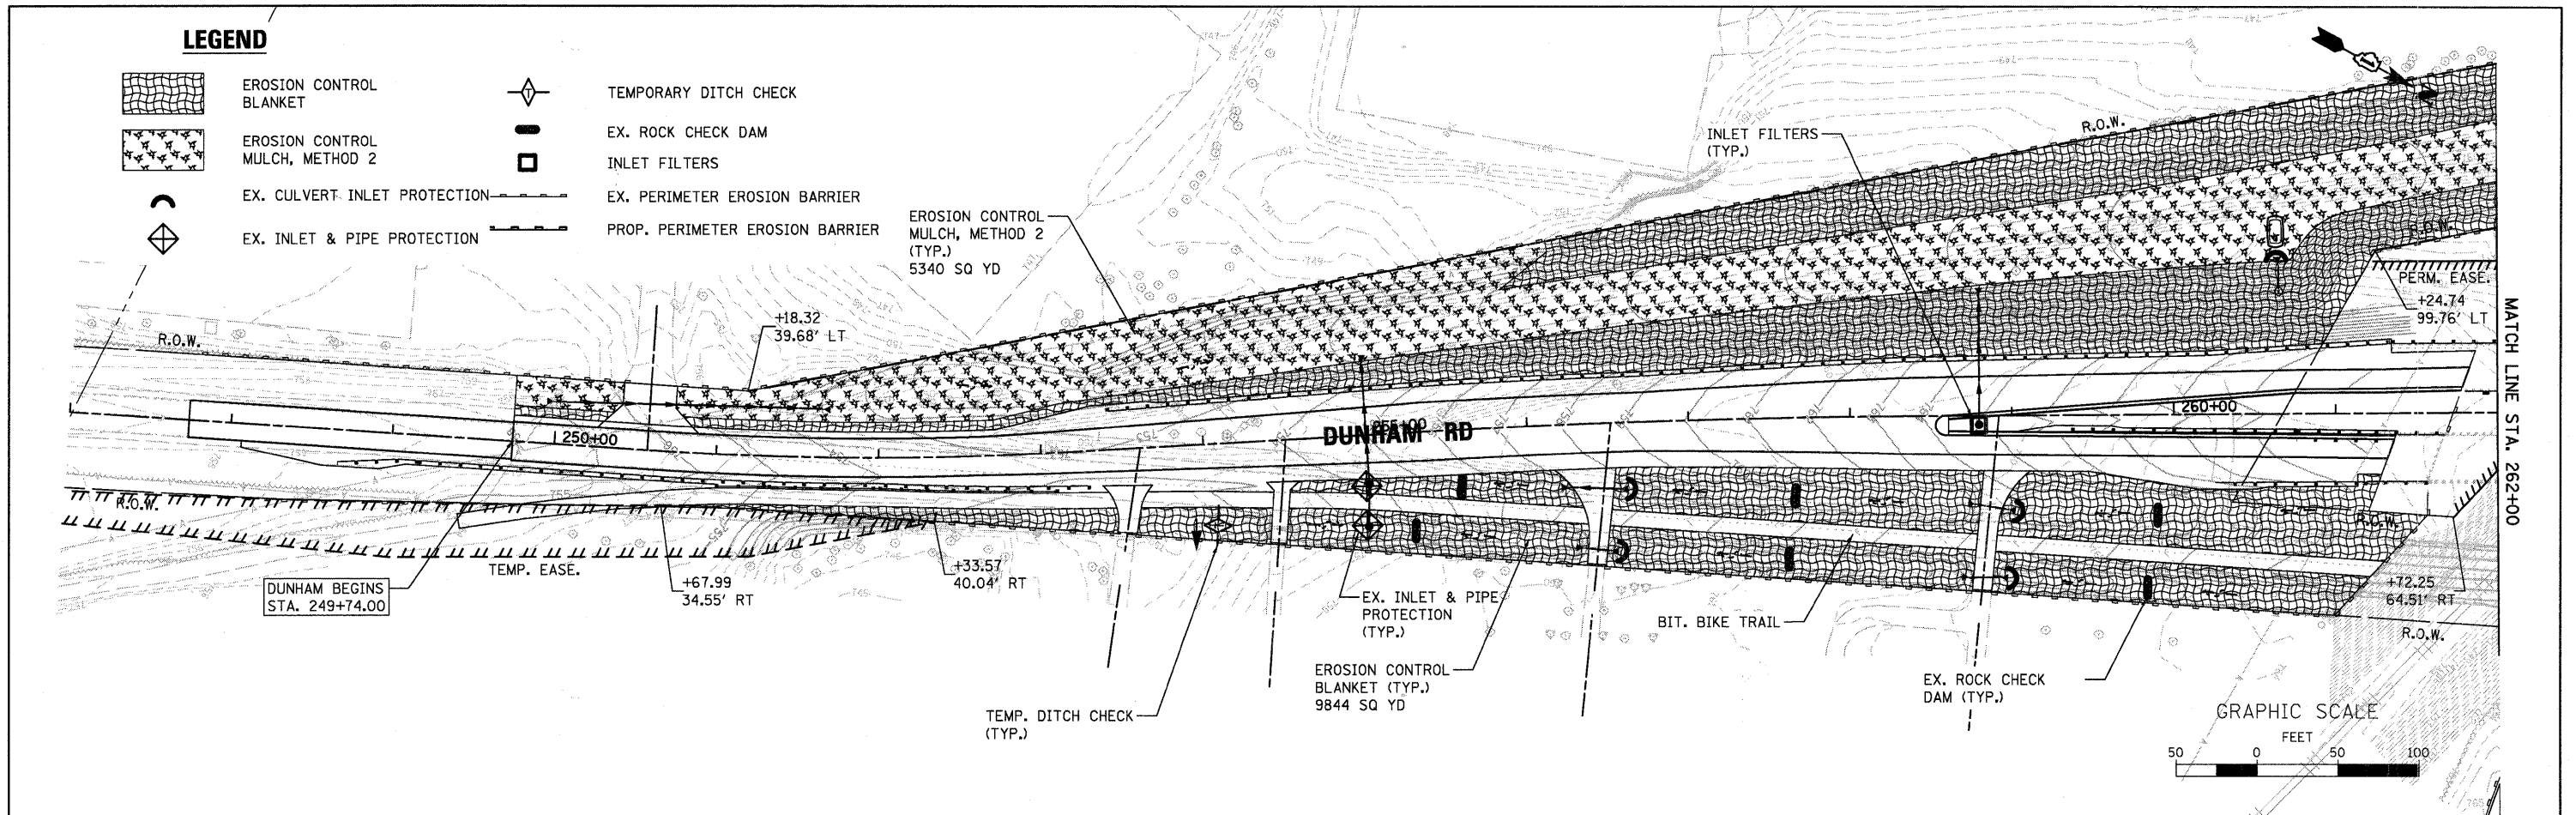 LEGEND
EROSION CONTROL
BLANKET
EROSION CONTROL
MULCH, METHOD 2
EX. CULVERT INLET PROTECTION
EX. INLET & PIPE PROTECTION
T
TEMPORARY DITCH CHECK
EX. ROCK CHECK DAM
INLET FILTERS
EX. PERIMETER EROSION BARRIER
PROP. PERIMETER EROSION BARRIER
EROSION CONTROL
MULCH, METHOD 2
(TYP.)
5340 SQ YD
INLET FILTERS
(TYP.)
R.O.W.
R.O.W.
PERM. EASE.
+24.74
99.76' LT
MATCH LINE STA. 262+00
+18.32
39.68' LT
R.O.W.
250+00
DUNHAM RD
255+00
260+00
R.O.W.
TEMP. EASE.
DUNHAM BEGINS
STA. 249+74.00
+67.99
34.55' RT
+33.57
40.04' RT
TEMP. DITCH CHECK
(TYP.)
EX. INLET & PIPE
PROTECTION
(TYP.)
EROSION CONTROL
BLANKET (TYP.)
9844 SQ YD
BIT. BIKE TRAIL
EX. ROCK CHECK
DAM (TYP.)
R.O.W.
+72.25
64.51' RT
R.O.W.
GRAPHIC SCALE
FEET
50 0 50 100